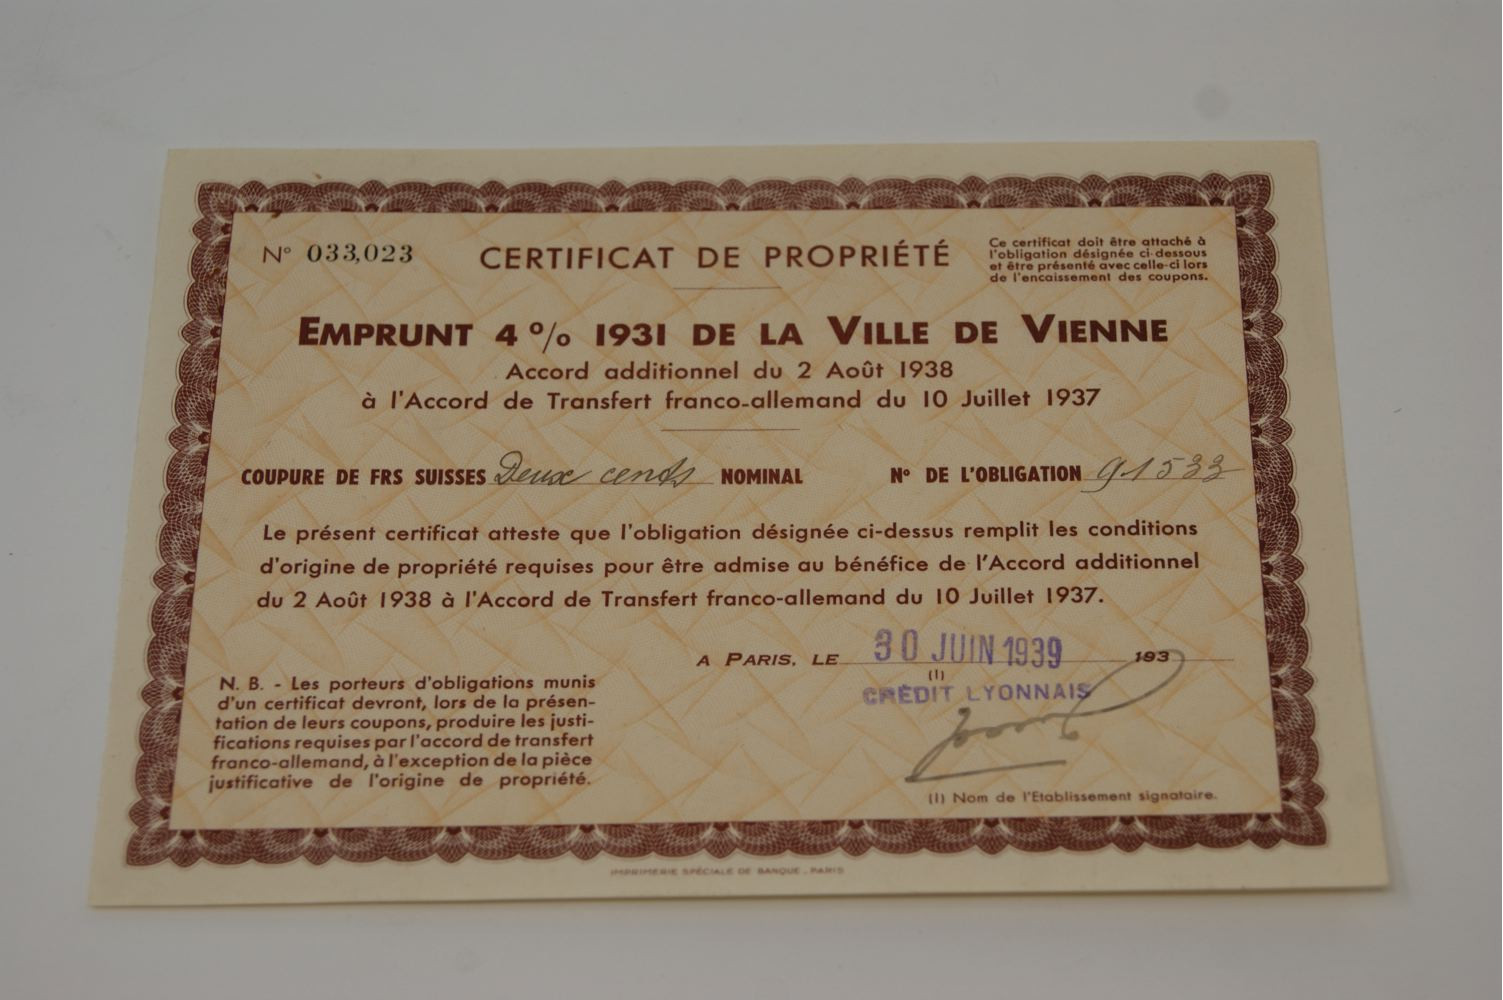 N° 033,023
CERTIFICAT DE PROPRIÉTÉ
Ce certificat doit être attaché à
l'obligation désignée ci-dessous
et être présenté avec celle-ci lors
de l'encaissement des coupons.
EMPRUNT 4 % 1931 DE LA VILLE DE VIENNE
Accord additionnel du 2 Août 1938
à l'Accord de Transfert franco-allemand du 10 Juillet 1937
COUPURE DE FRS SUISSES Deux cents NOMINAL N° DE L'OBLIGATION 91533
Le présent certificat atteste que l'obligation désignée ci-dessus remplit les conditions
d'origine de propriété requises pour être admise au bénéfice de l'Accord additionnel
du 2 Août 1938 à l'Accord de Transfert franco-allemand du 10 Juillet 1937.
A PARIS, LE 30 JUIN 1939 193
(1)
CRÉDIT LYONNAIS
N. B. - Les porteurs d'obligations munis
d'un certificat devront, lors de la présen-
tation de leurs coupons, produire les justi-
fications requises par l'accord de transfert
franco-allemand, à l'exception de la pièce
justificative de l'origine de propriété.
(1) Nom de l'Etablissement signataire.
IMPRIMERIE SPÉCIALE DE BANQUE . PARIS